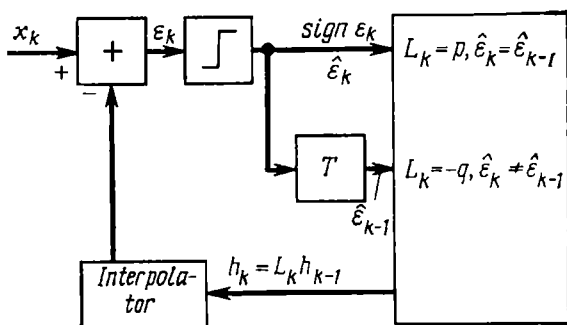 x_k
+
+
−
ε_k
sign ε_k
ε̂_k
T
ε̂_{k-1}
L_k = p, ε̂_k = ε̂_{k-1}
L_k = -q, ε̂_k ≠ ε̂_{k-1}
h_k = L_k h_{k-1}
Interpola-
tor